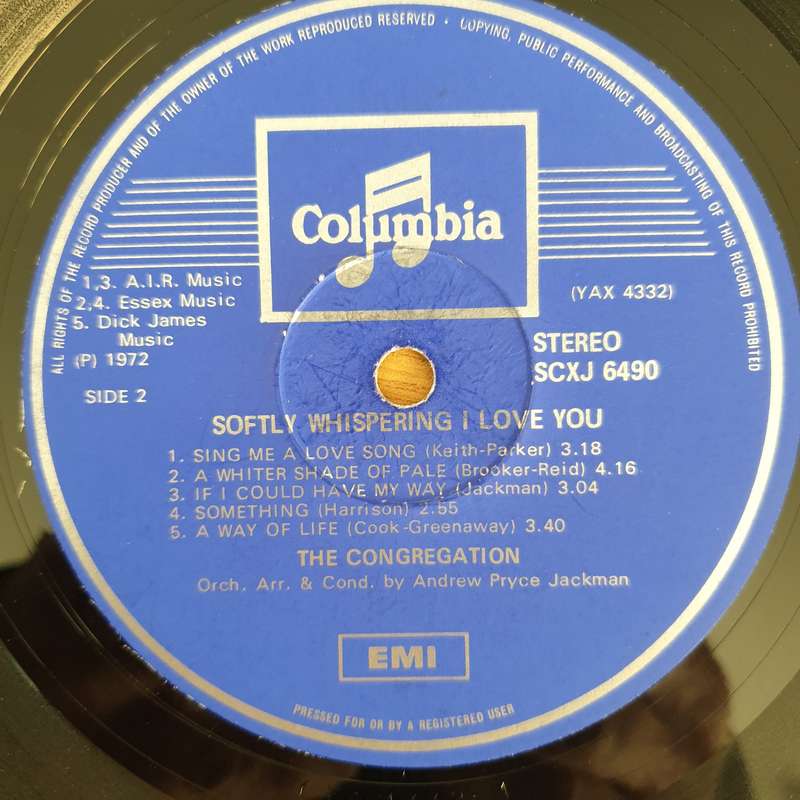 ALL RIGHTS OF THE RECORD PRODUCER AND OF THE OWNER OF THE WORK REPRODUCED RESERVED • COPYING, PUBLIC PERFORMANCE AND BROADCASTING OF THIS RECORD PROHIBITED
Columbia
1,3. A.I.R. Music
2,4. Essex Music
5. Dick James
Music
(P) 1972
SIDE 2
(YAX 4332)
STEREO
SCXJ 6490
SOFTLY WHISPERING I LOVE YOU
1. SING ME A LOVE SONG (Keith-Parker) 3.18
2. A WHITER SHADE OF PALE (Brooker-Reid) 4.16
3. IF I COULD HAVE MY WAY (Jackman) 3.04
4. SOMETHING (Harrison) 2.55
5. A WAY OF LIFE (Cook-Greenaway) 3.40
THE CONGREGATION
Orch. Arr. & Cond. by Andrew Pryce Jackman
EMI
PRESSED FOR OR BY A REGISTERED USER